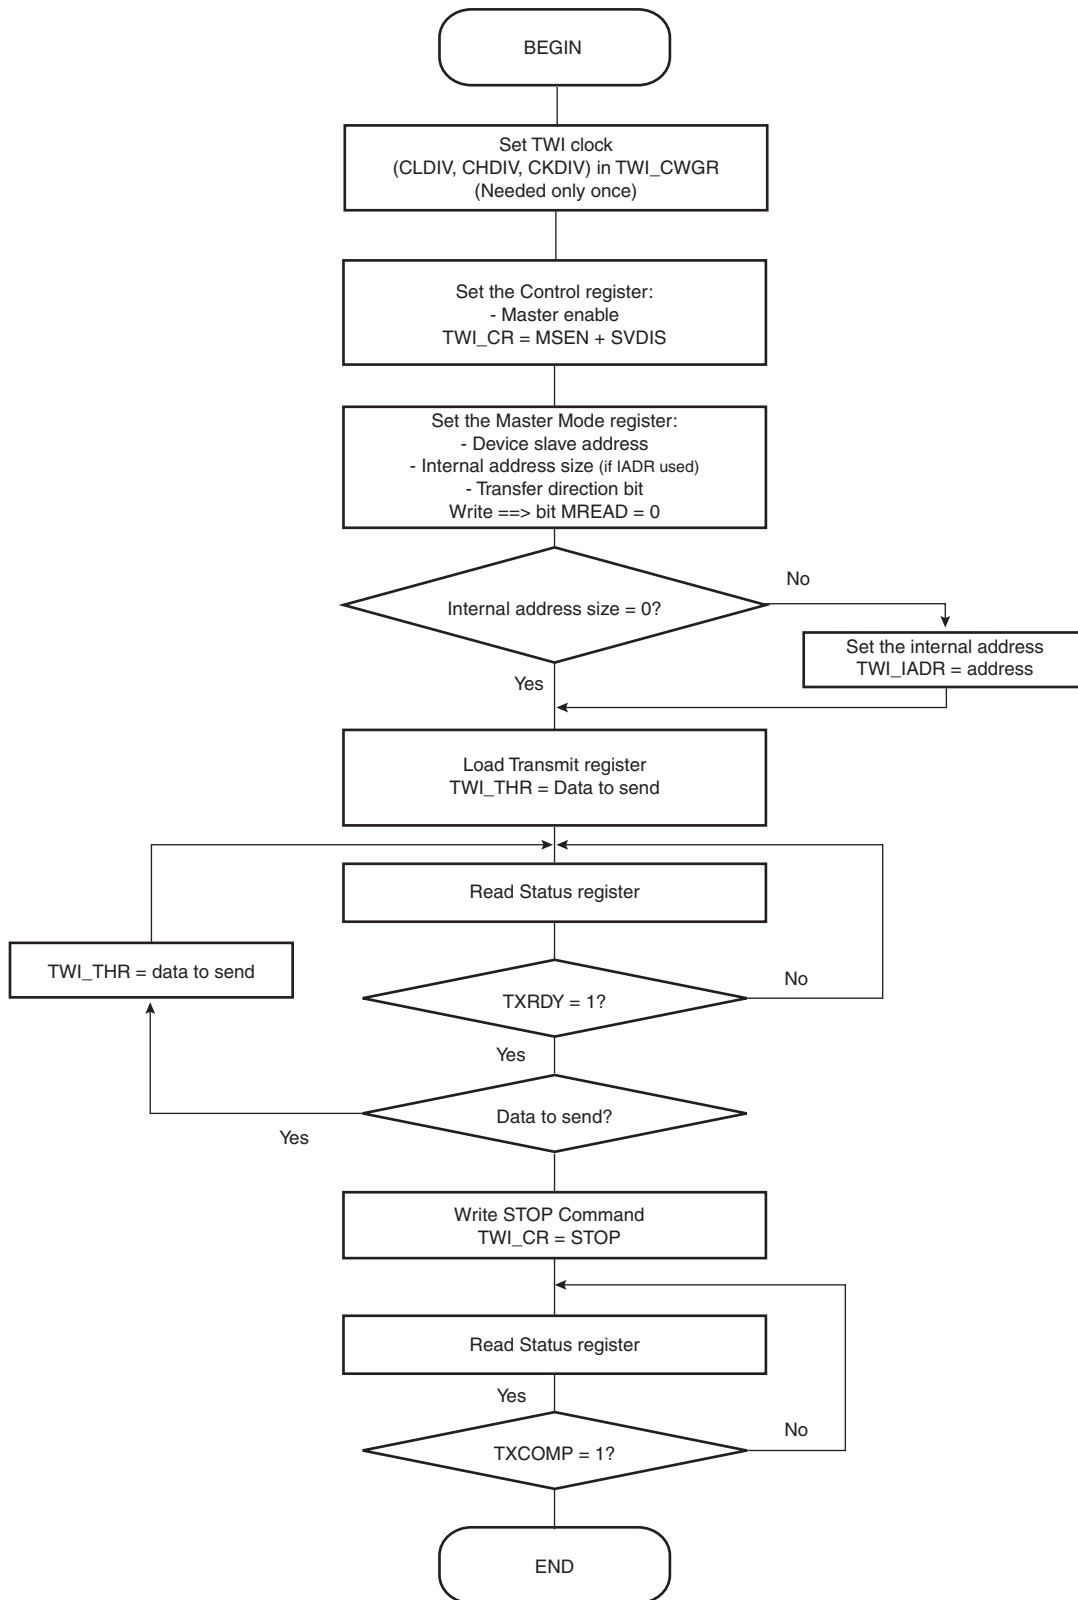 BEGIN
Set TWI clock
(CLDIV, CHDIV, CKDIV) in TWI_CWGR
(Needed only once)
Set the Control register:
- Master enable
TWI_CR = MSEN + SVDIS
Set the Master Mode register:
- Device slave address
- Internal address size (if IADR used)
- Transfer direction bit
Write ==> bit MREAD = 0
No
Internal address size = 0?
Set the internal address
TWI_IADR = address
Yes
Load Transmit register
TWI_THR = Data to send
Read Status register
TWI_THR = data to send
No
TXRDY = 1?
Yes
Data to send?
Yes
Write STOP Command
TWI_CR = STOP
Read Status register
Yes
No
TXCOMP = 1?
END